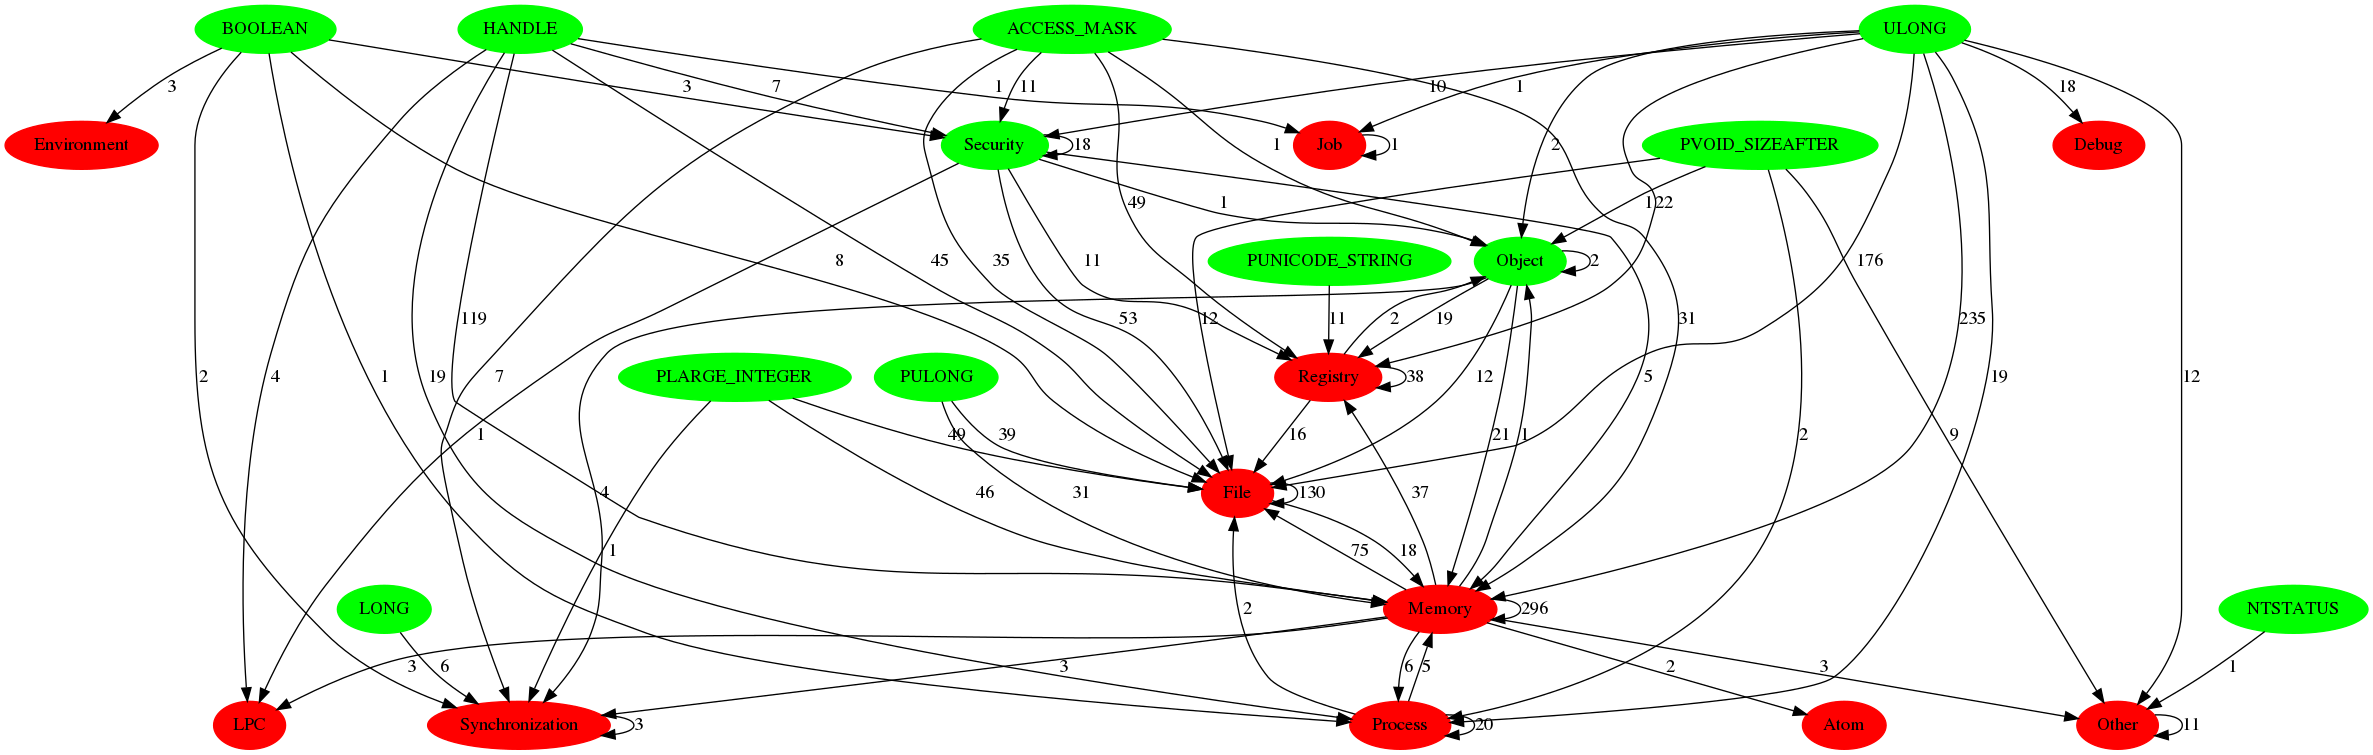 BOOLEAN HANDLE ACCESS_MASK ULONG
3 3 7 1 11 10 1 18
Environment Security 18 Job 1 PVOID_SIZEAFTER Debug
49 1 1 2 1 22
8 45 35 11 PUNICODE_STRING Object 2 176
119 53 12 11 2 19 12 31 235
2 4 1 19 7 PLARGE_INTEGER PULONG Registry 38 5 19 12
1 49 39 16 21 1 2 9
4 46 31 File 130 37
1 75 18
LONG 2 Memory 296 NTSTATUS
3 6 3 6 5 2 3 1
LPC Synchronization 3 Process 20 Atom Other 11